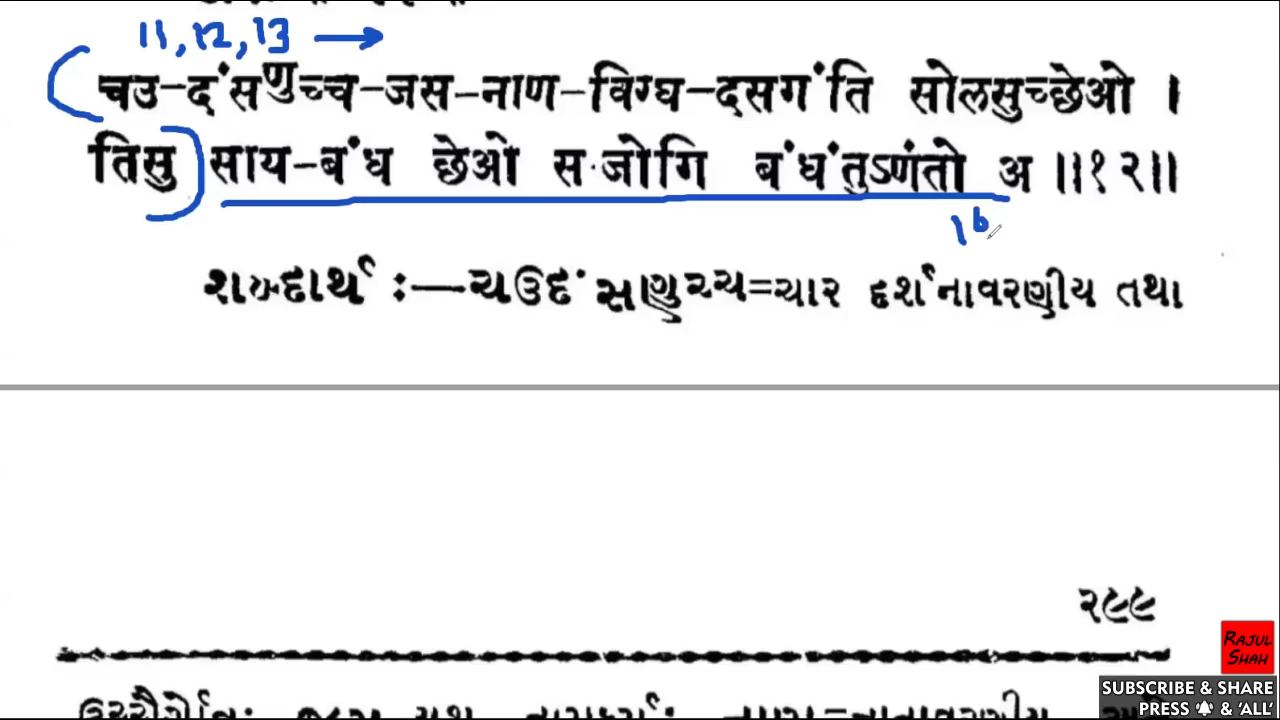 11, 12, 13 →
चउ-दंसणुच्च-जस-नाण-विग्घ-दसगंति सोलसुच्छेओ ।
तिसु साय-बंध छेओ सजोगि बंधंतुऽणंतो अ ॥१२॥
શબ્દાર્થ :—ચઉદંસણુચ્ચ=ચાર દર્શનાવરણીય તથા
૨૯૯
RAJUL
SHAH
SUBSCRIBE & SHARE
PRESS & 'ALL'